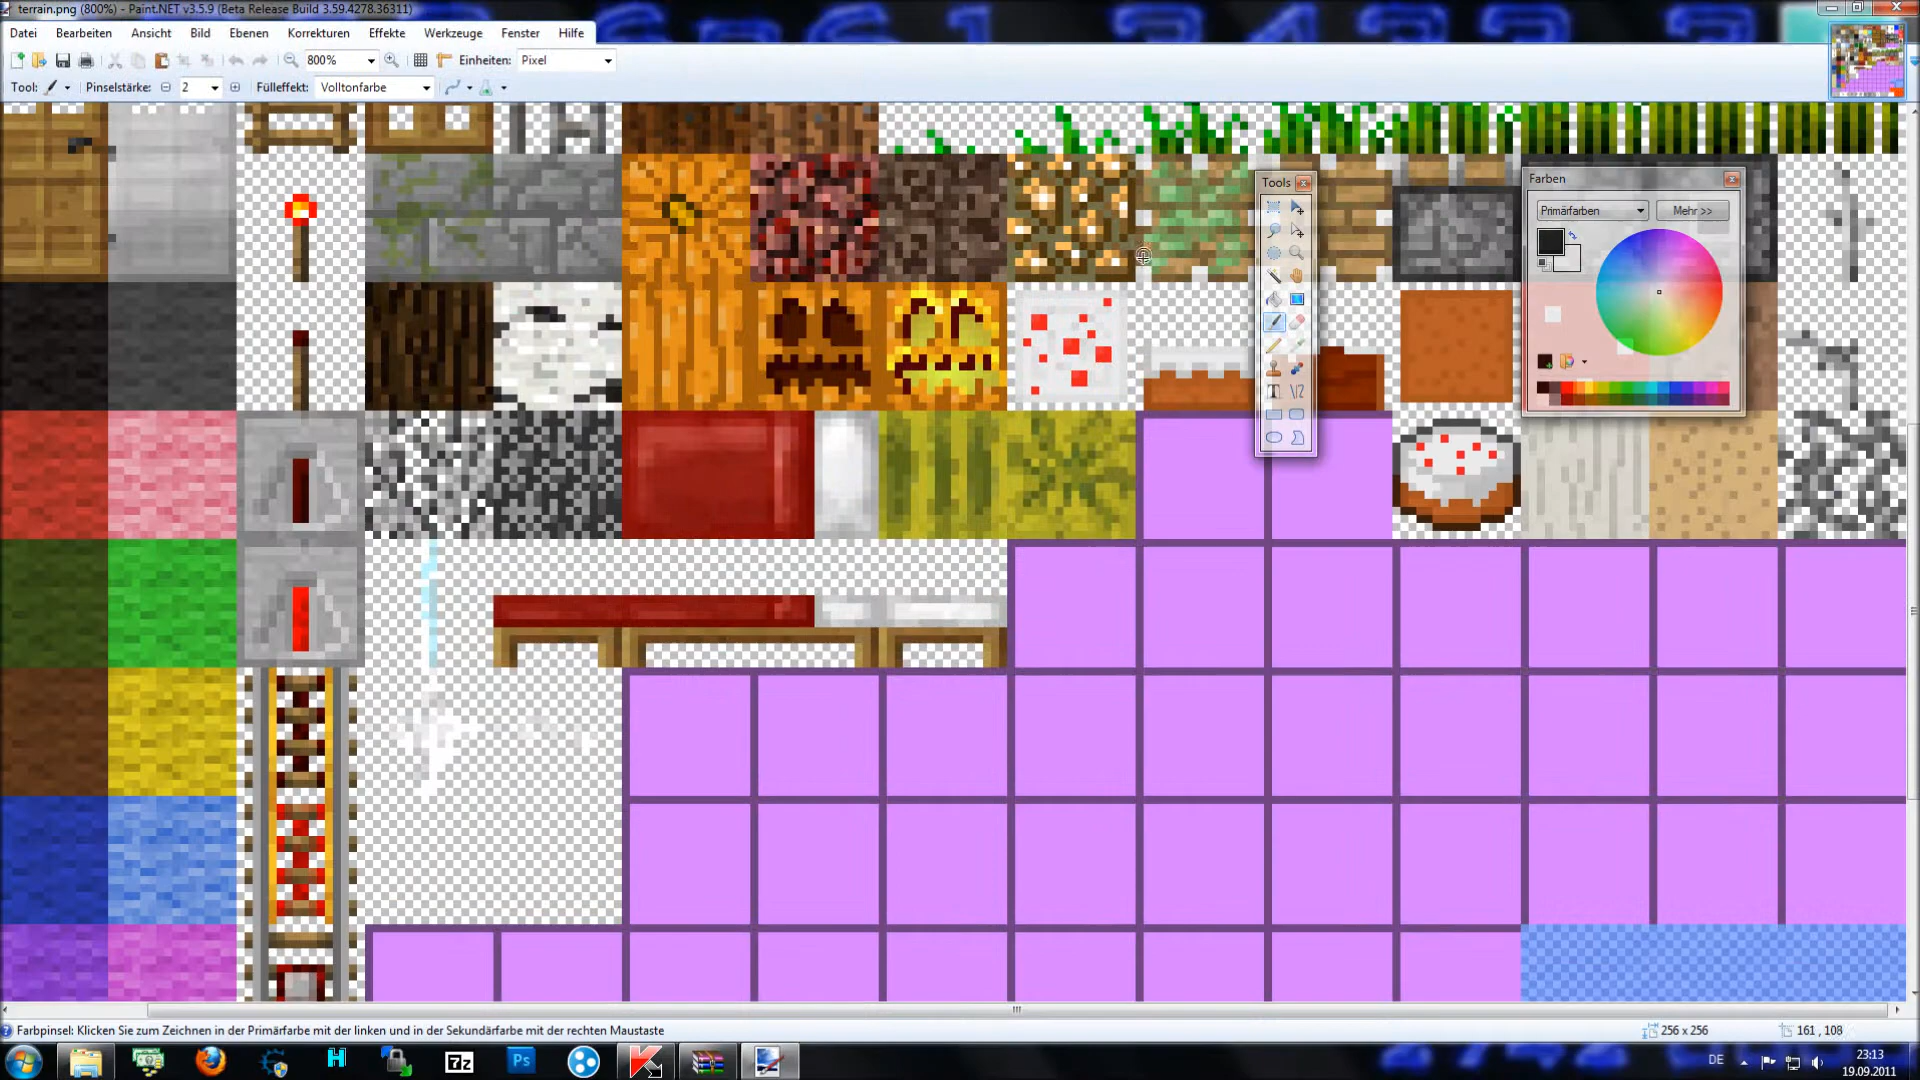 terrain.png (800%) - Paint.NET v3.5.9 (Beta Release Build 3.59.4278.36311)
Datei Bearbeiten Ansicht Bild Ebenen Korrekturen Effekte Werkzeuge Fenster Hilfe
800% Einheiten: Pixel
Tool: Pinselstärke: 2 Fülleffekt: Volltonfarbe
Tools
Farben
Primärfarben Mehr >>
Farbpinsel: Klicken Sie zum Zeichnen in der Primärfarbe mit der linken und in der Sekundärfarbe mit der rechten Maustaste
256 x 256
161 , 108
H
7z
Ps
DE
23:13
19.09.2011